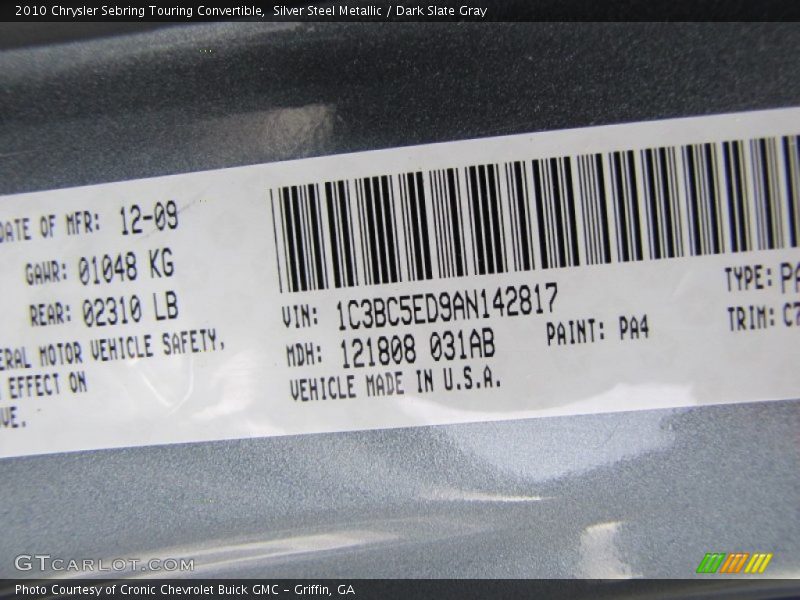 2010 Chrysler Sebring Touring Convertible, Silver Steel Metallic / Dark Slate Gray
DATE OF MFR: 12-09
GAWR: 01048 KG
REAR: 02310 LB
ERAL MOTOR VEHICLE SAFETY,
EFFECT ON
VE.
VIN: 1C3BC5ED9AN142817
MDH: 121808 031AB
PAINT: PA4
VEHICLE MADE IN U.S.A.
TYPE: PA
TRIM: C7
GTCARLOT.COM
Photo Courtesy of Cronic Chevrolet Buick GMC – Griffin, GA